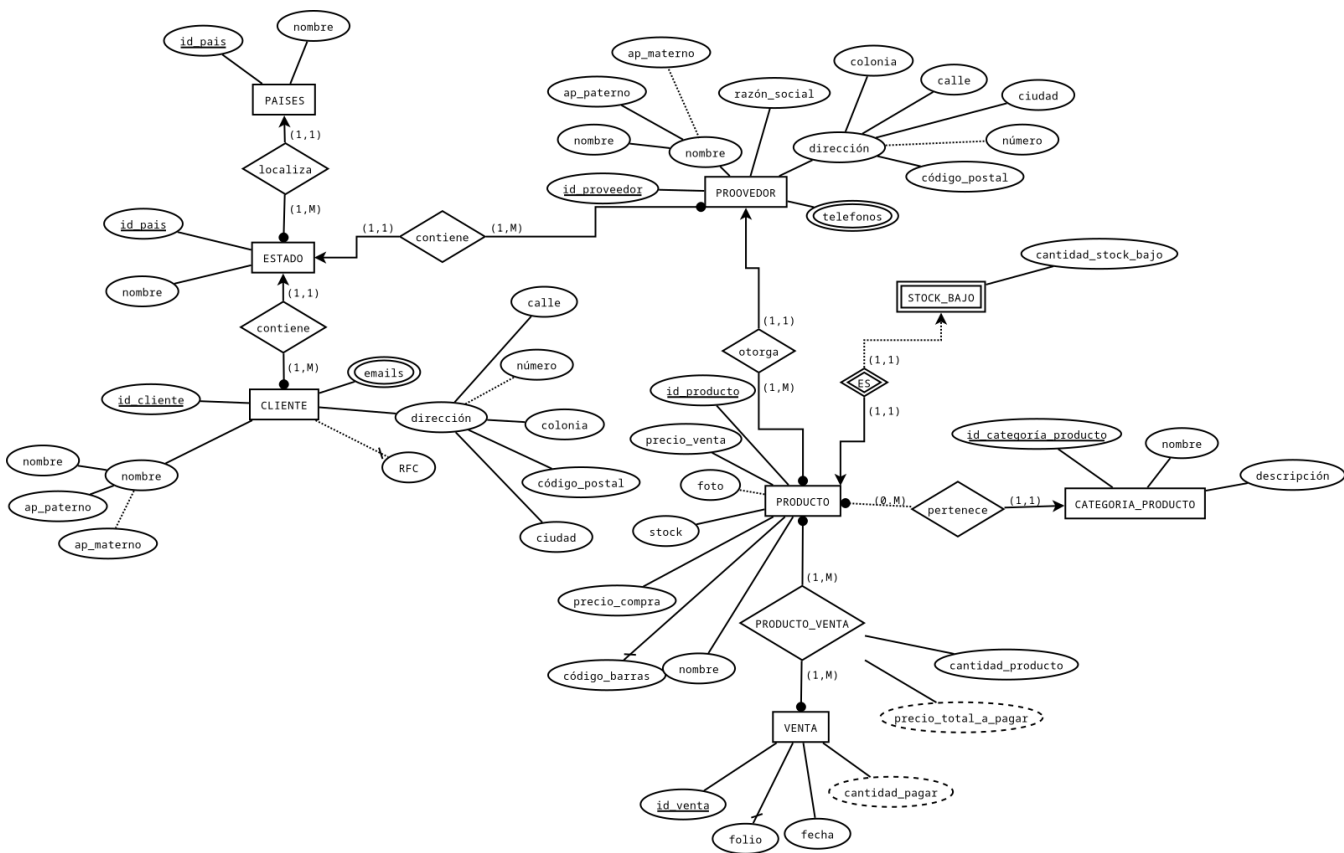 nombre
id_pais
PAISES
(1,1)
localiza
(1,M)
id_pais
ESTADO
nombre
(1,1)
contiene
(1,M)
ap_materno
ap_paterno
nombre
nombre
razón_social
colonia
calle
ciudad
dirección
número
código_postal
id_proveedor
PROOVEDOR
telefonos
(1,1)
contiene
(1,M)
cantidad_stock_bajo
STOCK_BAJO
(1,1)
ES
(1,1)
(1,1)
otorga
(1,M)
emails
id_cliente
CLIENTE
calle
número
dirección
colonia
código_postal
ciudad
RFC
nombre
nombre
ap_paterno
ap_materno
id_producto
precio_venta
foto
PRODUCTO
stock
precio_compra
código_barras
nombre
(0,M)
pertenece
(1,1)
id_categoría_producto
nombre
descripción
CATEGORIA_PRODUCTO
(1,M)
PRODUCTO_VENTA
(1,M)
cantidad_producto
precio_total_a_pagar
VENTA
id_venta
folio
fecha
cantidad_pagar